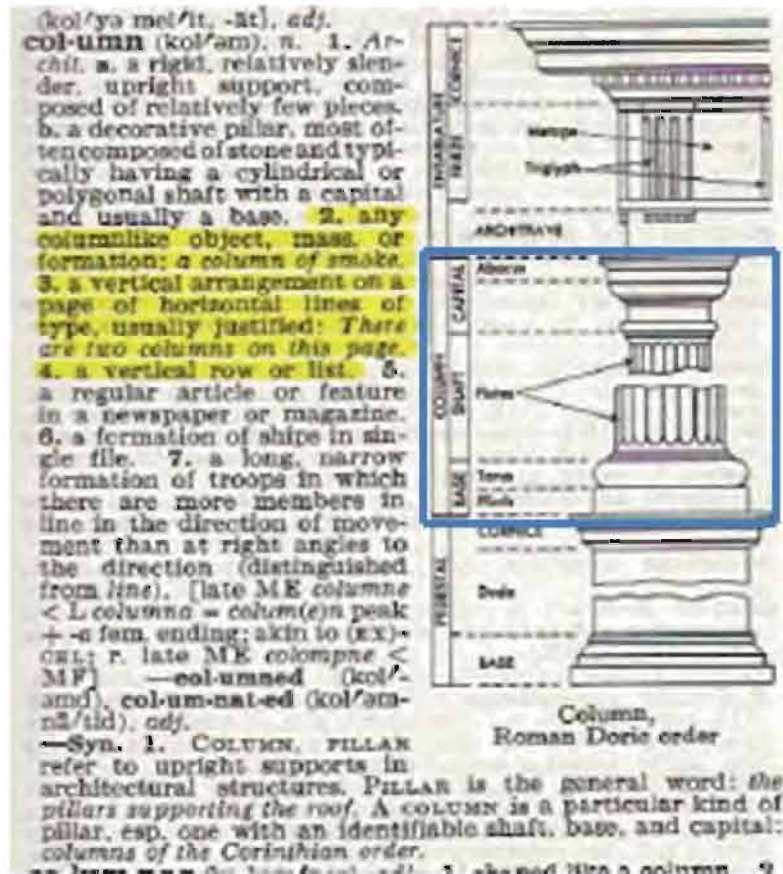 (kol′yə mel′it, -āt), adj.
col·umn (kol′əm), n. 1. Ar-
chit. a. a rigid, relatively slen-
der, upright support, com-
posed of relatively few pieces.
b. a decorative pillar, most of-
ten composed of stone and typi-
cally having a cylindrical or
polygonal shaft with a capital
and usually a base. 2. any
columnlike object, mass, or
formation: a column of smoke.
3. a vertical arrangement on a
page of horizontal lines of
type, usually justified: There
are two columns on this page.
4. a vertical row or list. 5.
a regular article or feature
in a newspaper or magazine.
6. a formation of ships in sin-
gle file. 7. a long, narrow
formation of troops in which
there are more members in
line in the direction of move-
ment than at right angles to
the direction (distinguished
from line). [late ME columne
< L columna = colum(e)n peak
+ -a fem. ending; akin to (EX)-
CEL; r. late ME colompne <
MF] —col·umned (kol′-
əmd), col·um·nat·ed (kol′əm-
nā′tid), adj.
—Syn. 1. COLUMN, PILLAR
refer to upright supports in
architectural structures. PILLAR is the general word: the
pillars supporting the roof. A COLUMN is a particular kind of
pillar, esp. one with an identifiable shaft, base, and capital:
columns of the Corinthian order.
1. shaped like a column. 2.
ENTABLATURE
CORNICE
FRIEZE
Metope
Triglyph
ARCHITRAVE
COLUMN
CAPITAL
Abacus
SHAFT
Flutes
BASE
Torus
Plinth
PEDESTAL
CORNICE
Dado
BASE
Column,
Roman Doric order